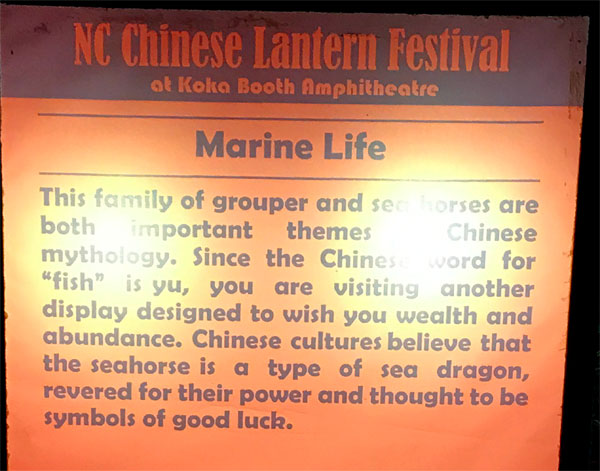 NC Chinese Lantern Festival
at Koka Booth Amphitheatre
Marine Life
This family of grouper and sea horses are
both important themes Chinese
mythology. Since the Chinese word for
“fish” is yu, you are visiting another
display designed to wish you wealth and
abundance. Chinese cultures believe that
the seahorse is a type of sea dragon,
revered for their power and thought to be
symbols of good luck.